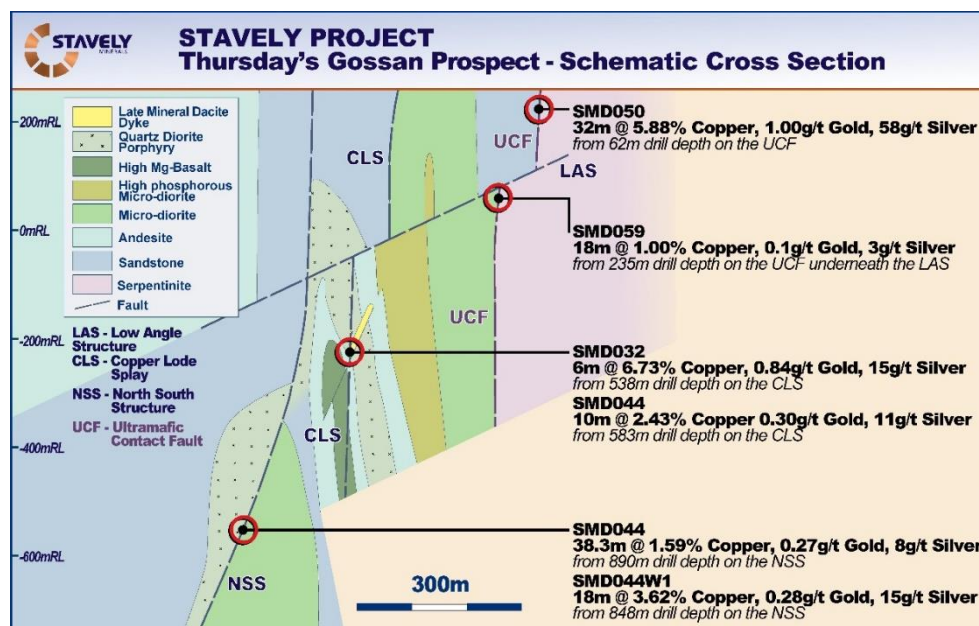 STAVELY
MINERALS
STAVELY PROJECT
Thursday's Gossan Prospect - Schematic Cross Section
200mRL
0mRL
-200mRL
-400mRL
-600mRL
Late Mineral Dacite
Dyke
Quartz Diorite
Porphyry
High Mg-Basalt
High phosphorous
Micro-diorite
Micro-diorite
Andesite
Sandstone
Serpentinite
Fault
LAS - Low Angle
Structure
CLS - Copper Lode
Splay
NSS - North South
Structure
UCF - Ultramafic
Contact Fault
CLS
UCF
LAS
UCF
CLS
NSS
300m
SMD050
32m @ 5.88% Copper, 1.00g/t Gold, 58g/t Silver
from 62m drill depth on the UCF
SMD059
18m @ 1.00% Copper, 0.1g/t Gold, 3g/t Silver
from 235m drill depth on the UCF underneath the LAS
SMD032
6m @ 6.73% Copper, 0.84g/t Gold, 15g/t Silver
from 538m drill depth on the CLS
SMD044
10m @ 2.43% Copper 0.30g/t Gold, 11g/t Silver
from 583m drill depth on the CLS
SMD044
38.3m @ 1.59% Copper, 0.27g/t Gold, 8g/t Silver
from 890m drill depth on the NSS
SMD044W1
18m @ 3.62% Copper, 0.28g/t Gold, 15g/t Silver
from 848m drill depth on the NSS